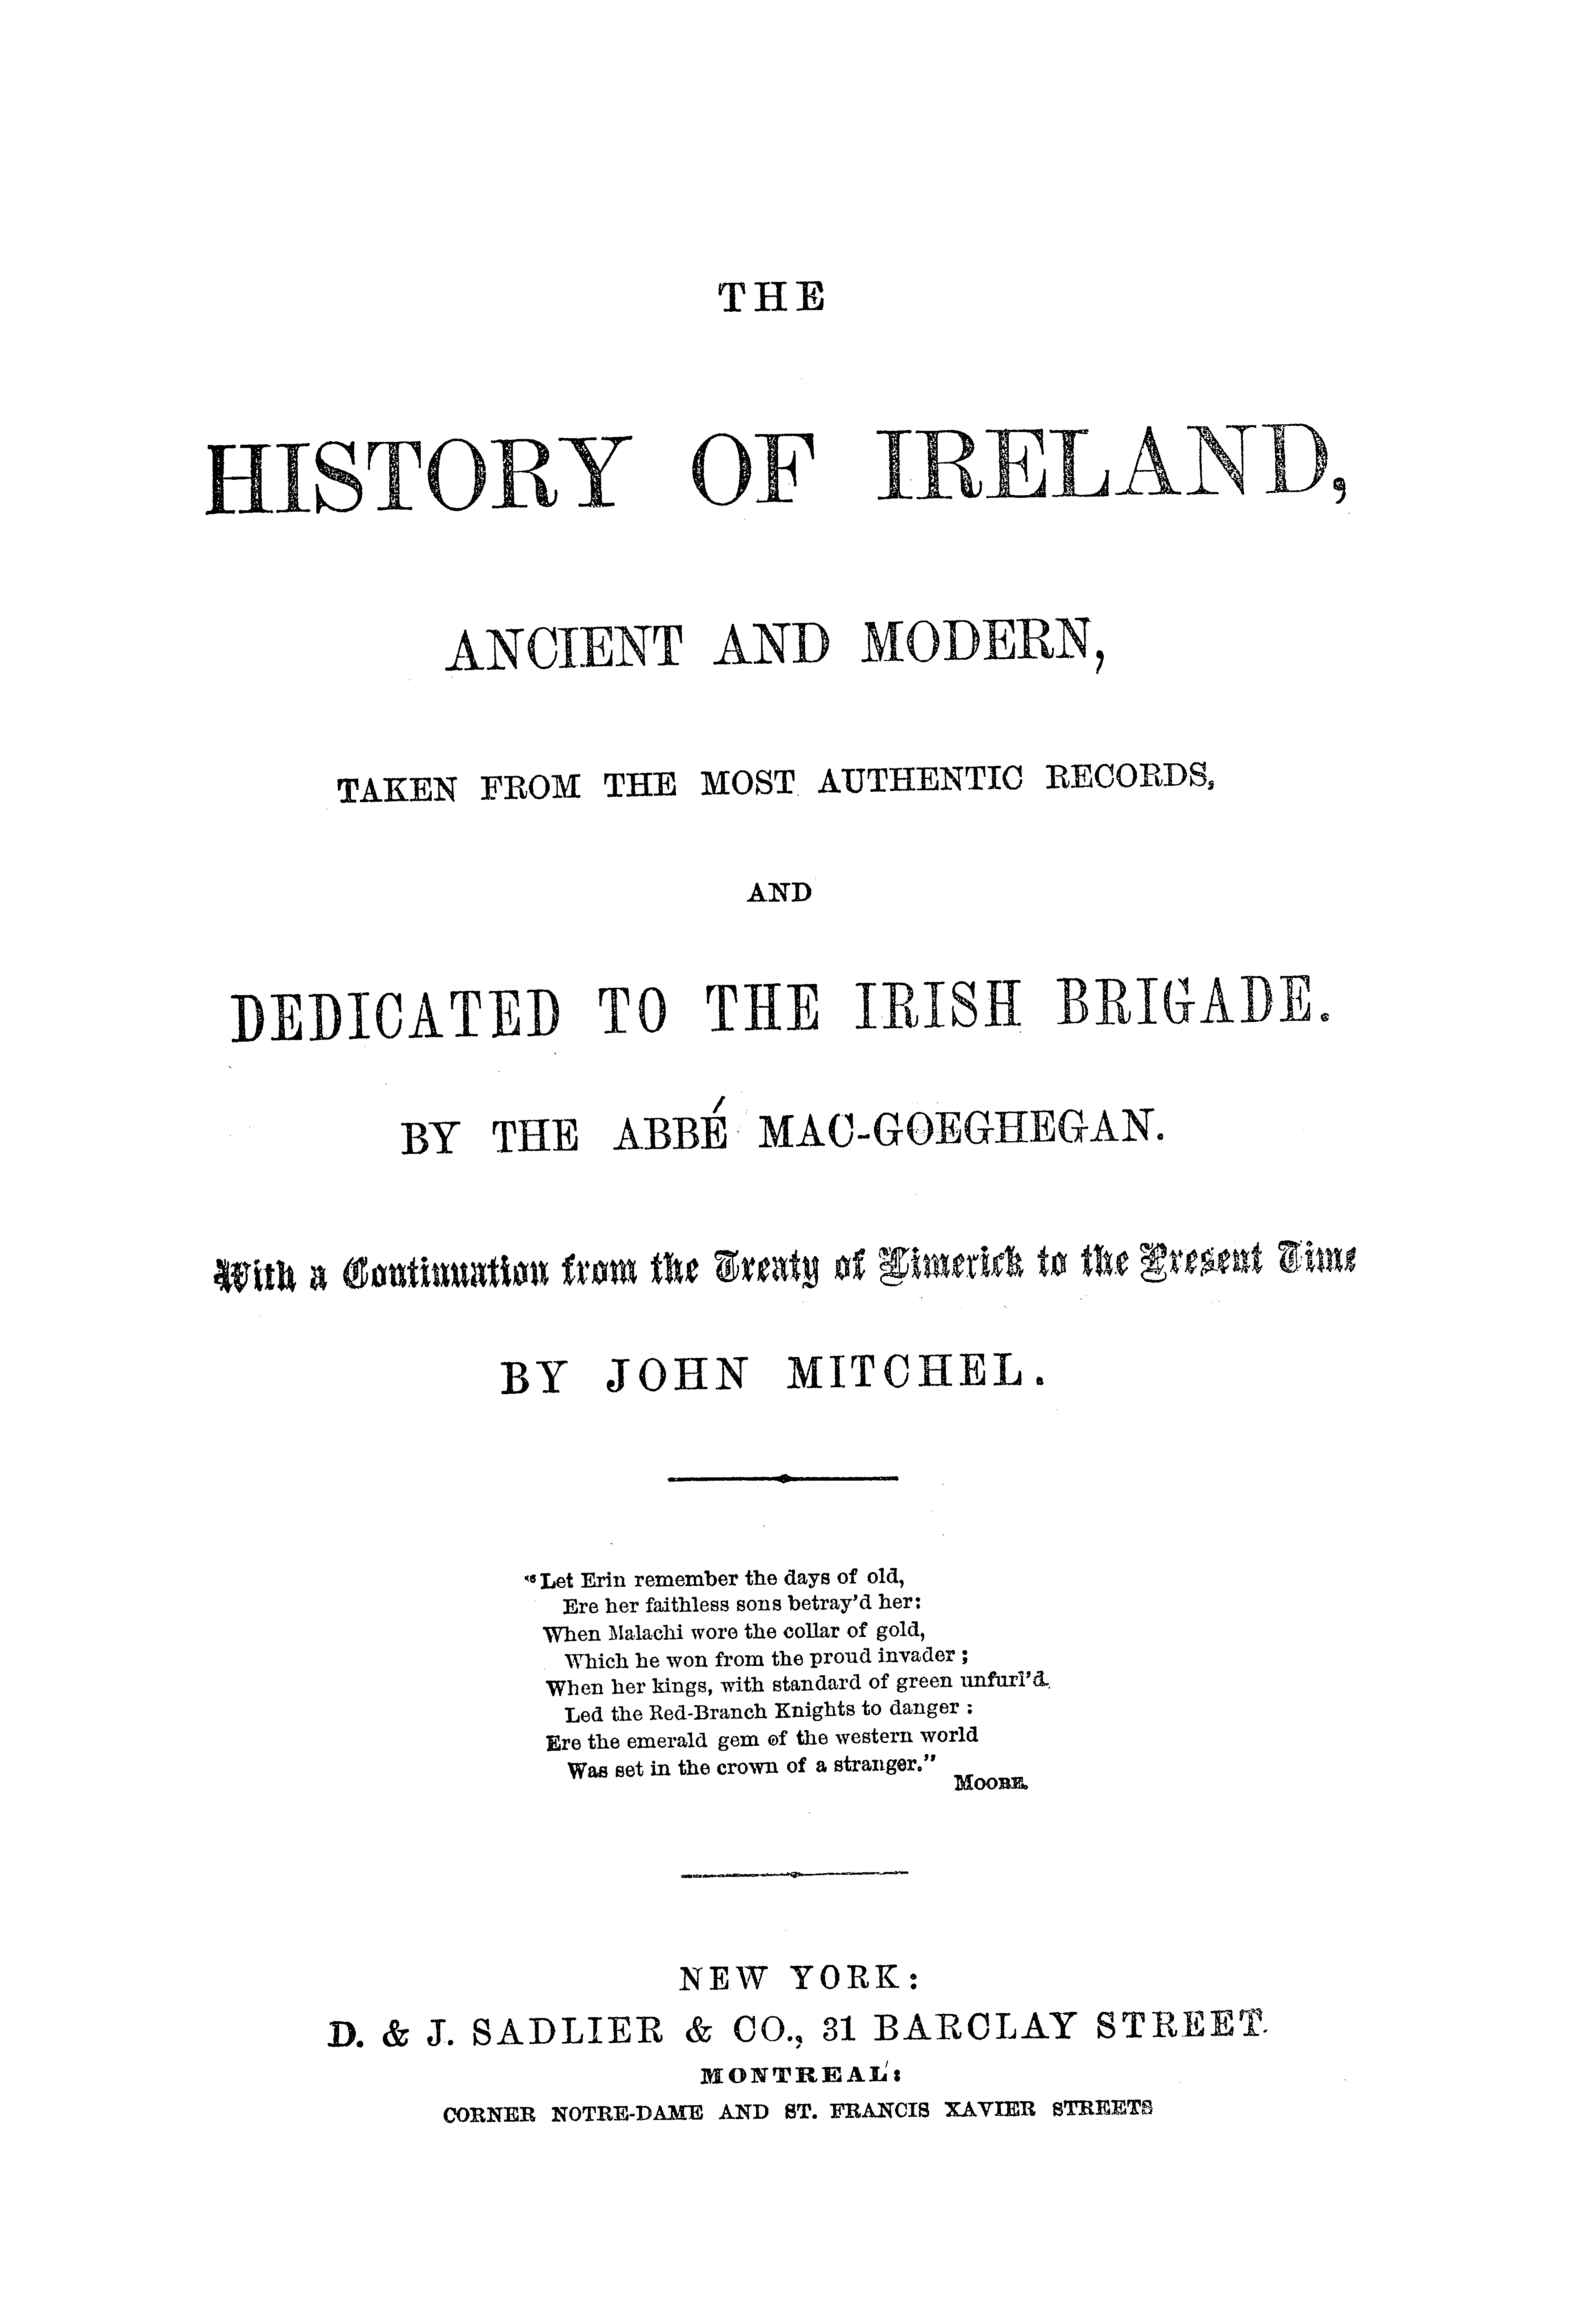 THE
HISTORY OF IRELAND,
ANCIENT AND MODERN,
TAKEN FROM THE MOST AUTHENTIC RECORDS,
AND
DEDICATED TO THE IRISH BRIGADE.
BY THE ABBÉ MAC-GOEGHEGAN.
With a Continuation from the Treaty of Limerick to the Present Time
BY JOHN MITCHEL.
"Let Erin remember the days of old,
Ere her faithless sons betray'd her:
When Malachi wore the collar of gold,
Which he won from the proud invader;
When her kings, with standard of green unfurl'd,
Led the Red-Branch Knights to danger:
Ere the emerald gem of the western world
Was set in the crown of a stranger."
MOORE.
NEW YORK:
D. & J. SADLIER & CO., 31 BARCLAY STREET.
MONTREAL:
CORNER NOTRE-DAME AND ST. FRANCIS XAVIER STREETS